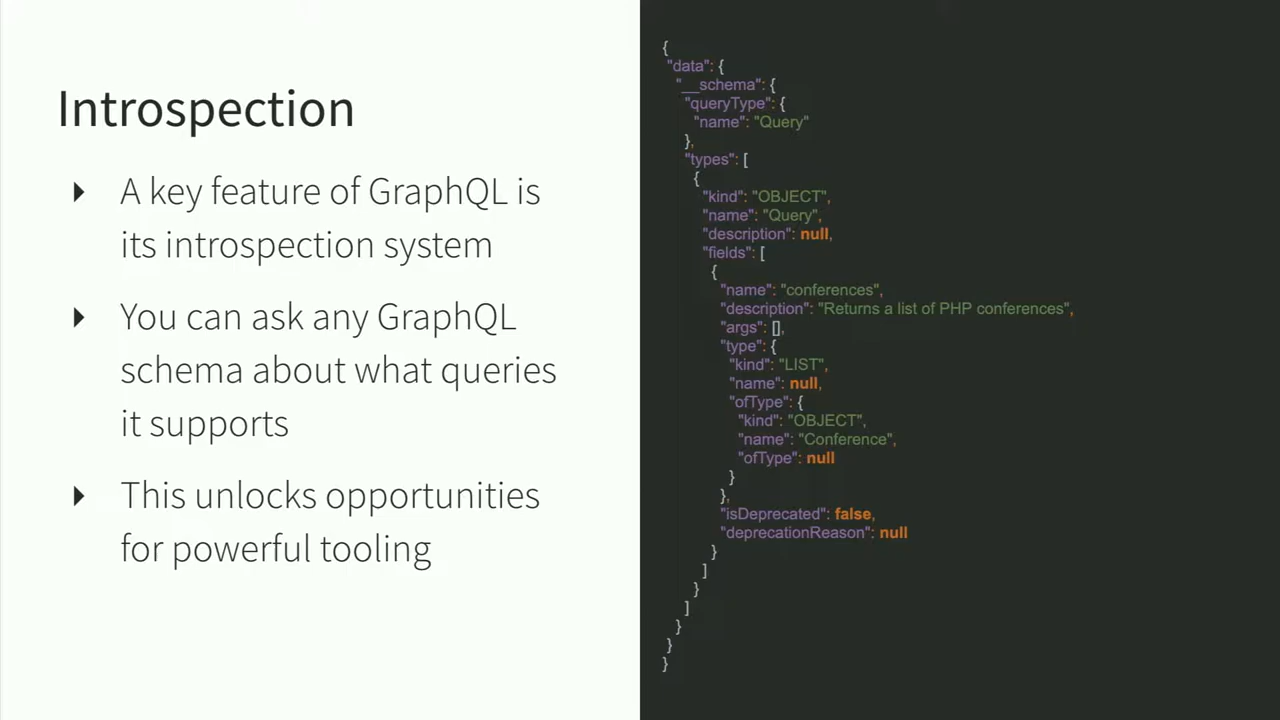 Introspection
A key feature of GraphQL is
its introspection system
You can ask any GraphQL
schema about what queries
it supports
This unlocks opportunities
for powerful tooling
{
"data": {
"__schema": {
"queryType": {
"name": "Query"
},
"types": [
{
"kind": "OBJECT",
"name": "Query",
"description": null,
"fields": [
{
"name": "conferences",
"description": "Returns a list of PHP conferences",
"args": [],
"type": {
"kind": "LIST",
"name": null,
"ofType": {
"kind": "OBJECT",
"name": "Conference",
"ofType": null
}
},
"isDeprecated": false,
"deprecationReason": null
}
]
}
]
}
}
}